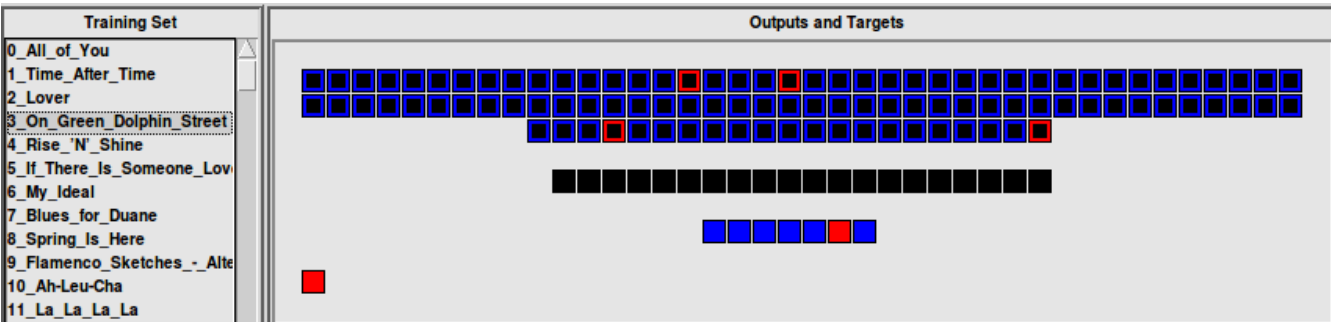 Training Set
Outputs and Targets
0_All_of_You
1_Time_After_Time
2_Lover
3_On_Green_Dolphin_Street
4_Rise_'N'_Shine
5_If_There_Is_Someone_Lov
6_My_Ideal
7_Blues_for_Duane
8_Spring_Is_Here
9_Flamenco_Sketches_-_Alte
10_Ah-Leu-Cha
11_La_La_La_La